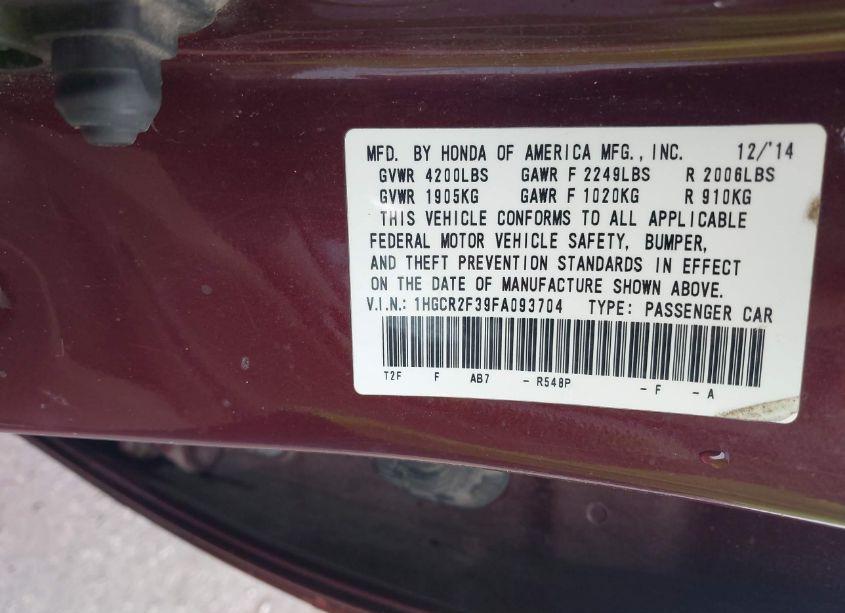 MFD. BY HONDA OF AMERICA MFG., INC. 12/'14
GVWR 4200LBS GAWR F 2249LBS R 2006LBS
GVWR 1905KG GAWR F 1020KG R 910KG
THIS VEHICLE CONFORMS TO ALL APPLICABLE
FEDERAL MOTOR VEHICLE SAFETY, BUMPER,
AND THEFT PREVENTION STANDARDS IN EFFECT
ON THE DATE OF MANUFACTURE SHOWN ABOVE.
V.I.N.: 1HGCR2F39FA093704 TYPE: PASSENGER CAR
T2F F AB7 - R548P - F - A